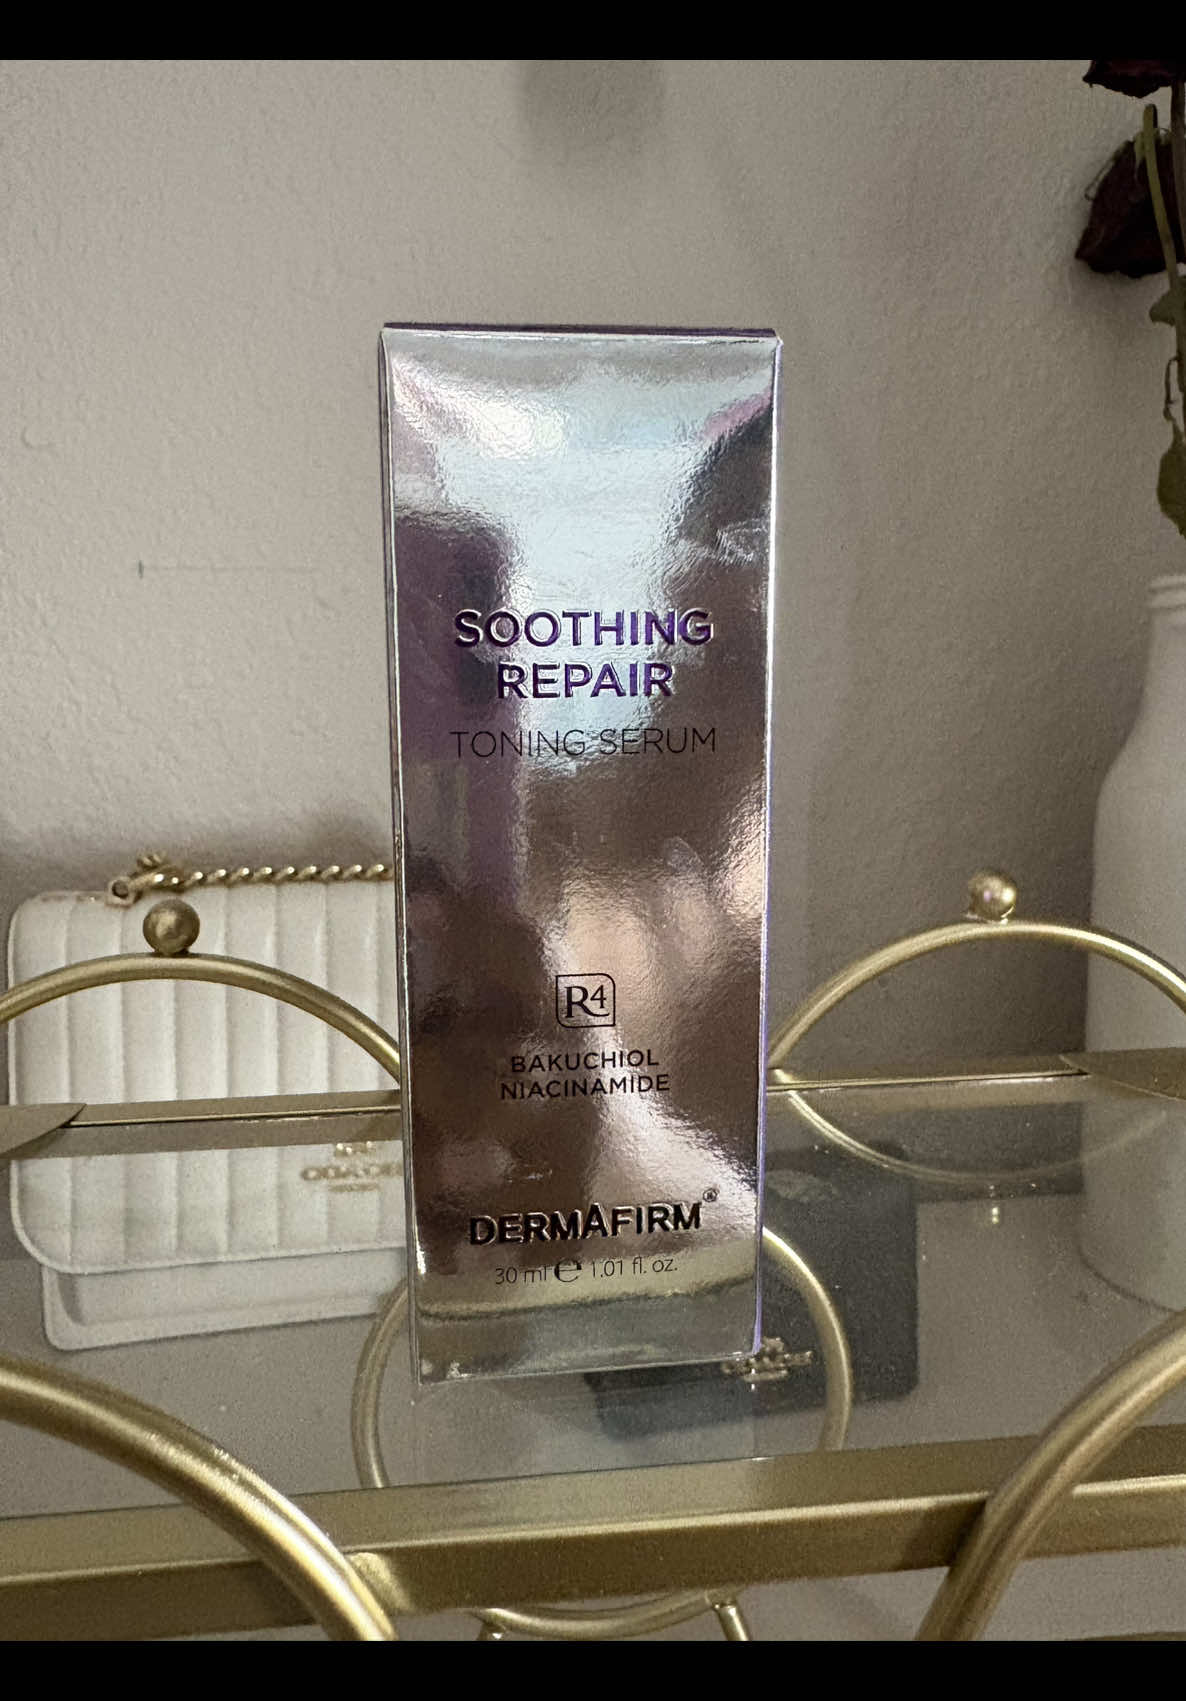 SOOTHING
REPAIR
TONING SERUM
R4
BAKUCHIOL
NIACINAMIDE
DERMAFIRM®
30 ml ℮ 1.01 fl. oz.